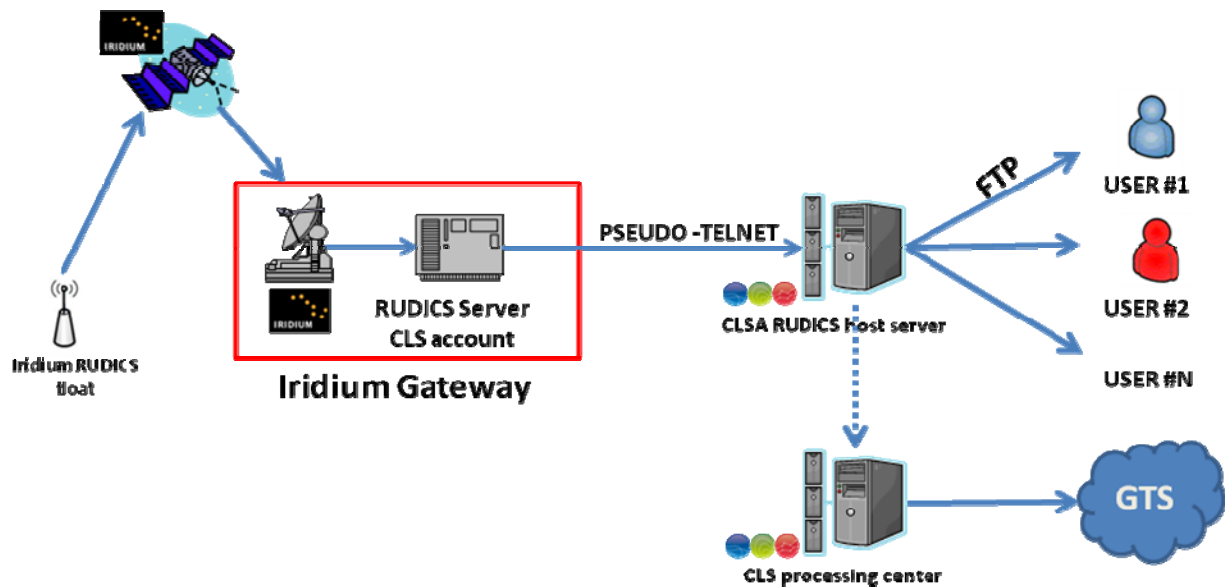 IRIDIUM
FTP
USER #1
PSEUDO -TELNET
USER #2
RUDICS Server
CLS account
IRIDIUM
CLSA RUDICS host server
Iridium RUDICS
float
Iridium Gateway
USER #N
GTS
CLS processing center